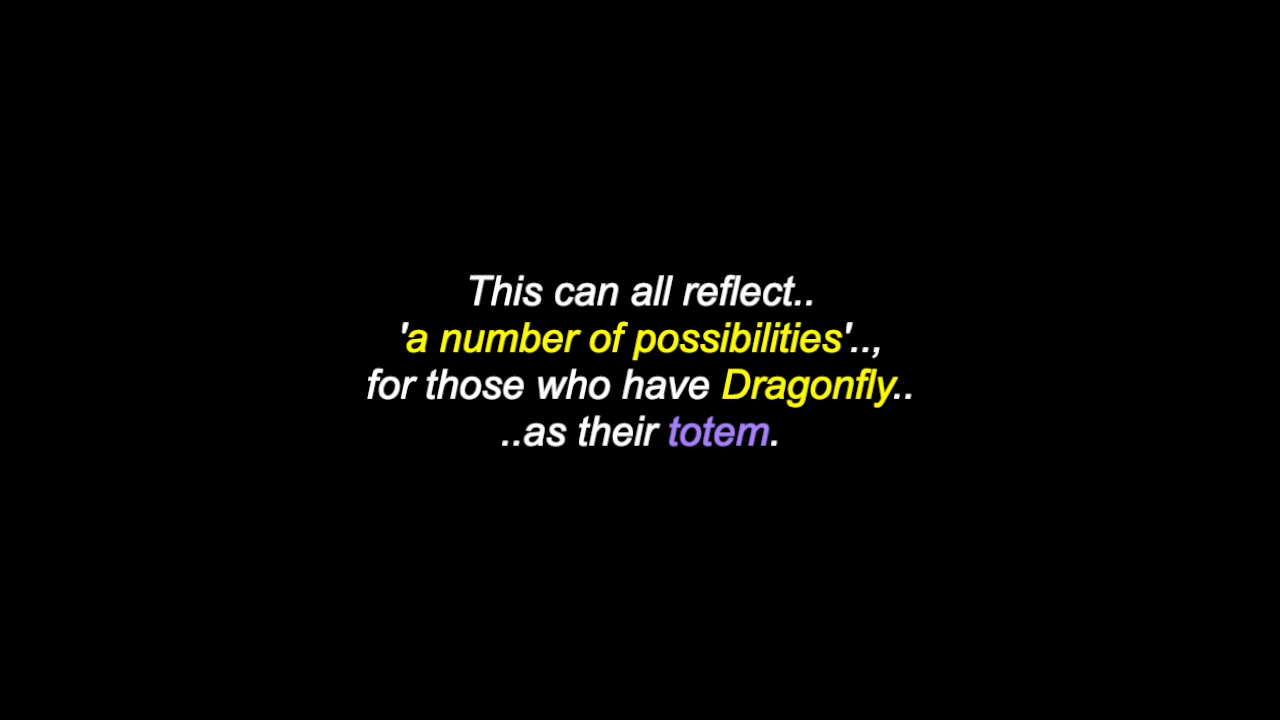 This can all reflect..
'a number of possibilities'..,
for those who have Dragonfly..
..as their totem.